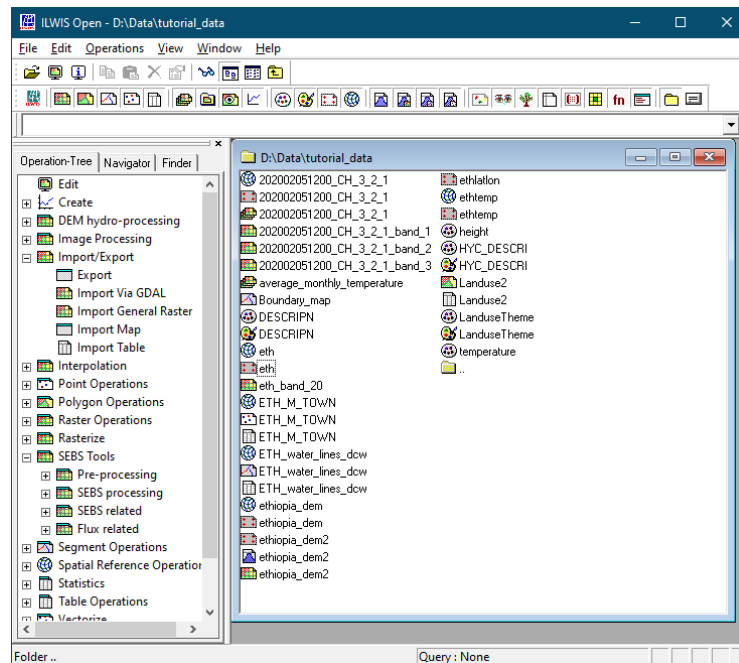 ILWIS Open - D:\Data\tutorial_data
File Edit Operations View Window Help
fn
Operation-Tree Navigator Finder
Edit
Create
DEM hydro-processing
Image Processing
Import/Export
Export
Import Via GDAL
Import General Raster
Import Map
Import Table
Interpolation
Point Operations
Polygon Operations
Raster Operations
Rasterize
SEBS Tools
Pre-processing
SEBS processing
SEBS related
Flux related
Segment Operations
Spatial Reference Operation
Statistics
Table Operations
Vectorize
D:\Data\tutorial_data
202002051200_CH_3_2_1
202002051200_CH_3_2_1
202002051200_CH_3_2_1
202002051200_CH_3_2_1_band_1
202002051200_CH_3_2_1_band_2
202002051200_CH_3_2_1_band_3
average_monthly_temperature
Boundary_map
DESCRIPN
DESCRIPN
eth
eth
eth_band_20
ETH_M_TOWN
ETH_M_TOWN
ETH_M_TOWN
ETH_water_lines_dcw
ETH_water_lines_dcw
ETH_water_lines_dcw
ethiopia_dem
ethiopia_dem
ethiopia_dem2
ethiopia_dem2
ethiopia_dem2
ethlatlon
ethtemp
ethtemp
height
HYC_DESCRI
HYC_DESCRI
Landuse2
Landuse2
LanduseTheme
LanduseTheme
temperature
..
Folder ..
Query : None